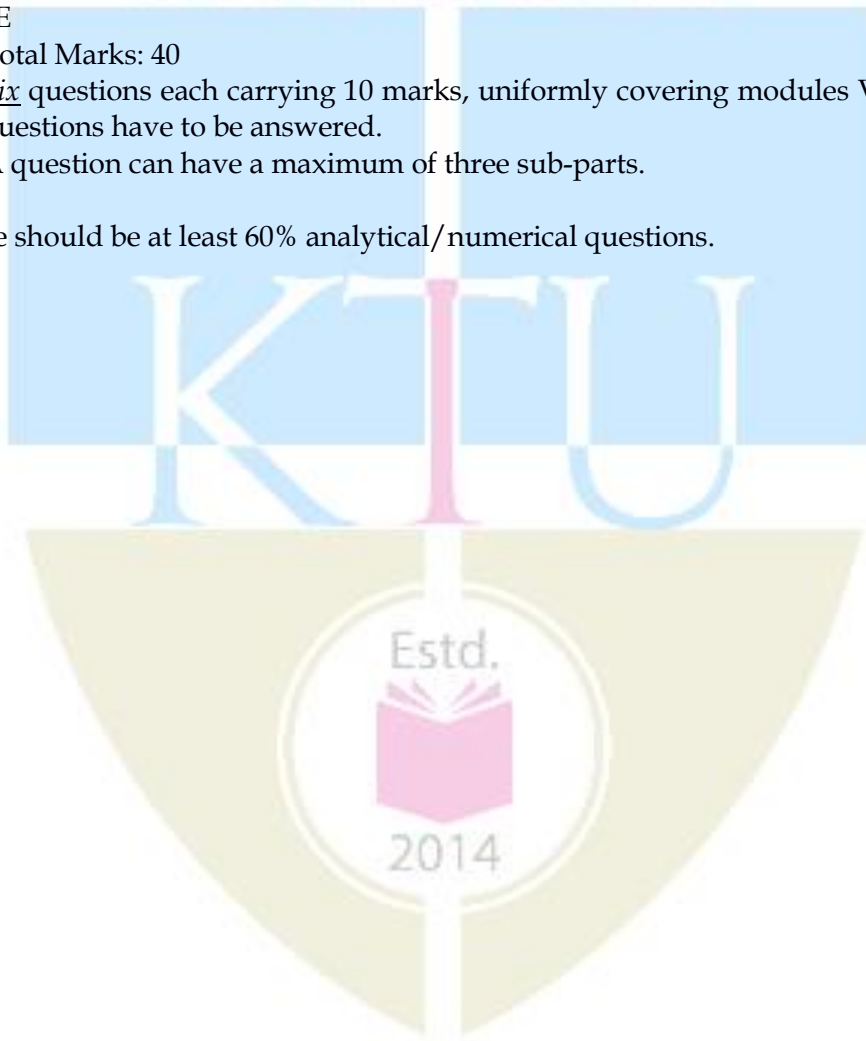 E
otal Marks: 40
ix questions each carrying 10 marks, uniformly covering modules V
uestions have to be answered.
A question can have a maximum of three sub-parts.
e should be at least 60% analytical/numerical questions.
KTU
Estd.
2014